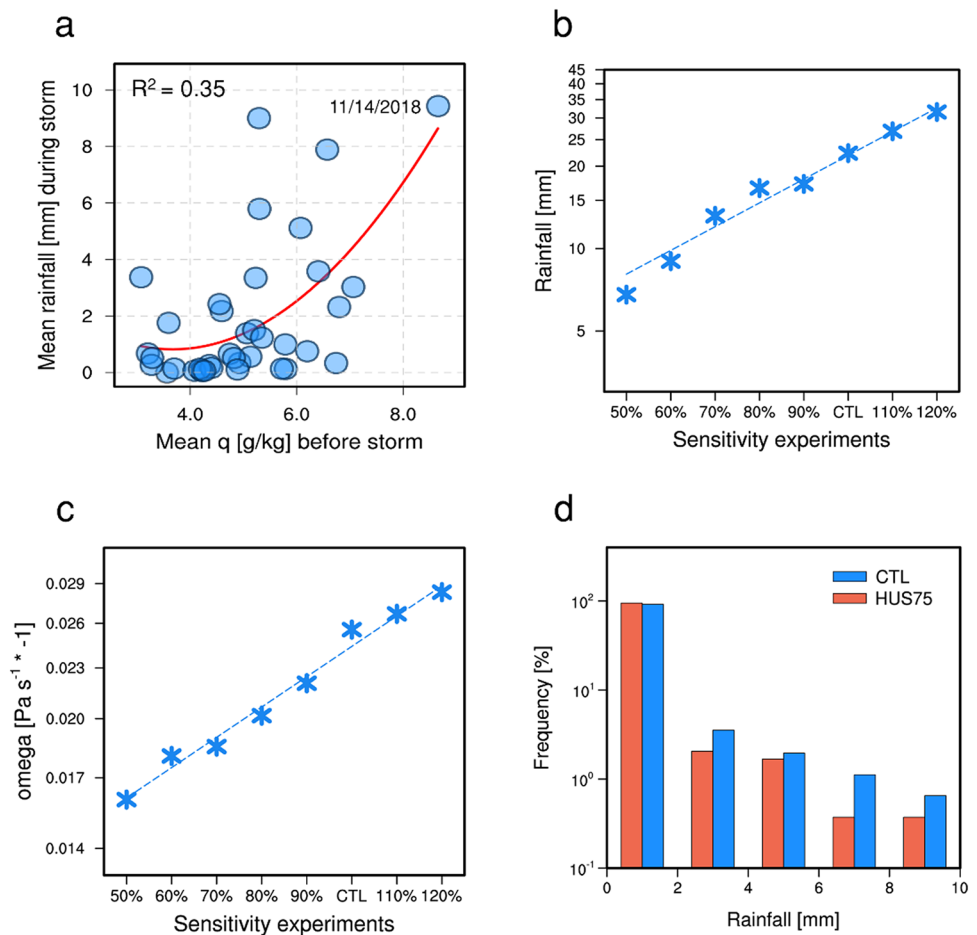 a
R² = 0.35
11/14/2018
Mean rainfall [mm] during storm
10
8
6
4
2
0
4.0 6.0 8.0
Mean q [g/kg] before storm
b
Rainfall [mm]
45
40
35
30
25
20
15
10
5
50% 60% 70% 80% 90% CTL 110% 120%
Sensitivity experiments
c
omega [Pa s⁻¹ * -1]
0.029
0.026
0.023
0.020
0.017
0.014
50% 60% 70% 80% 90% CTL 110% 120%
Sensitivity experiments
d
CTL
HUS75
Frequency [%]
10²
10¹
10⁰
10⁻¹
0 2 4 6 8 10
Rainfall [mm]